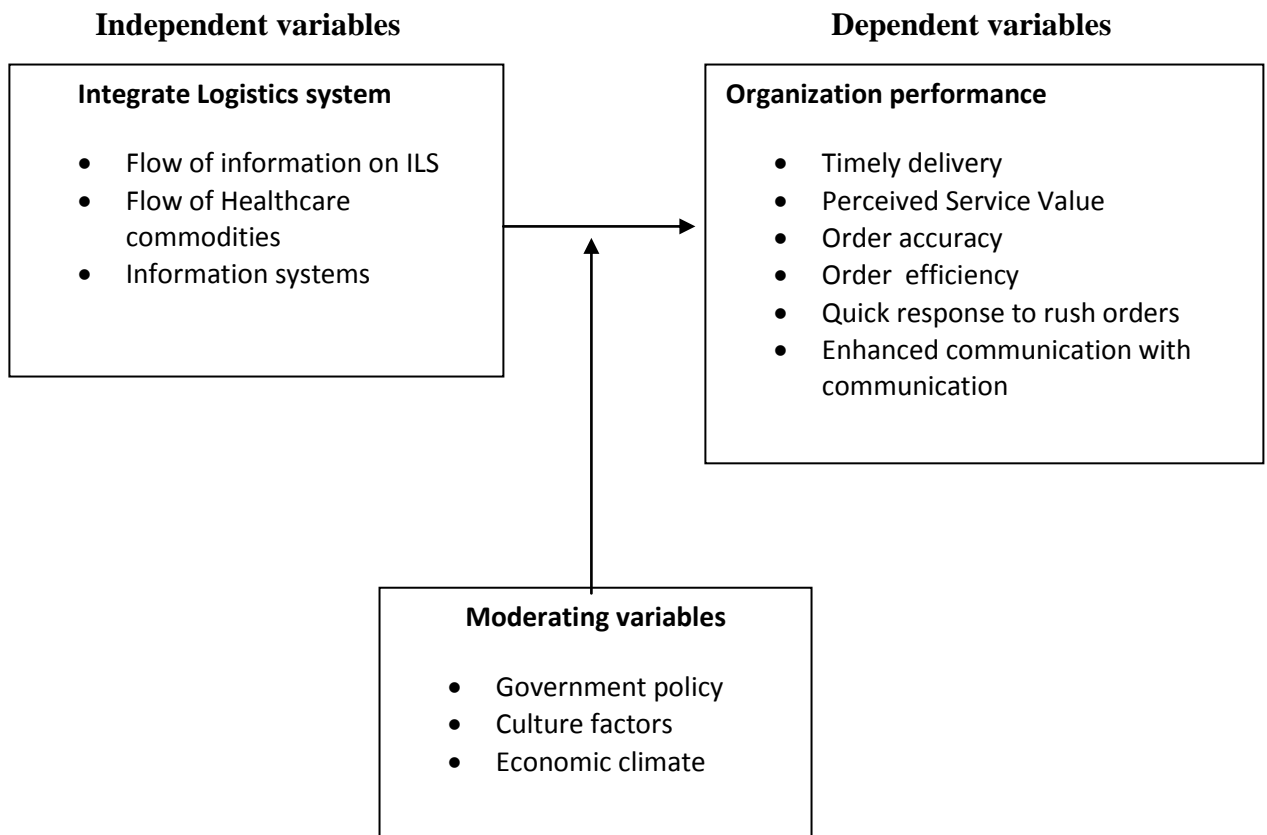 Independent variables
Dependent variables
Integrate Logistics system
• Flow of information on ILS
• Flow of Healthcare
commodities
• Information systems
Organization performance
• Timely delivery
• Perceived Service Value
• Order accuracy
• Order efficiency
• Quick response to rush orders
• Enhanced communication with
communication
Moderating variables
• Government policy
• Culture factors
• Economic climate